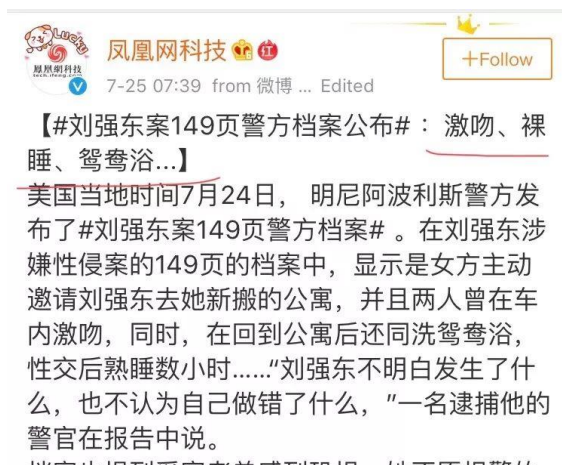 LUCKY
鳳凰網科技
tech.ifeng.com
凤凰网科技
红
+Follow
7-25 07:39 from 微博 ... Edited
【#刘强东案149页警方档案公布# ：激吻、裸
睡、鸳鸯浴...】
美国当地时间7月24日， 明尼阿波利斯警方发
布了#刘强东案149页警方档案# 。在刘强东涉
嫌性侵案的149页的档案中，显示是女方主动
邀请刘强东去她新搬的公寓，并且两人曾在车
内激吻，同时，在回到公寓后还同洗鸳鸯浴，
性交后熟睡数小时……“刘强东不明白发生了什
么，也不认为自己做错了什么，”一名逮捕他的
警官在报告中说。